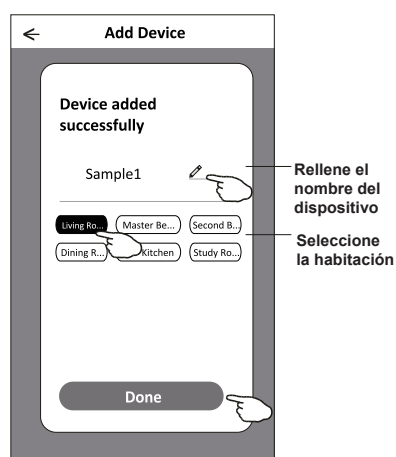 Add Device
Device added
successfully
Sample1
Rellene el
nombre del
dispositivo
Living Ro...
Master Be...
Second B...
Seleccione
la habitación
Dining R...
Kitchen
Study Ro...
Done